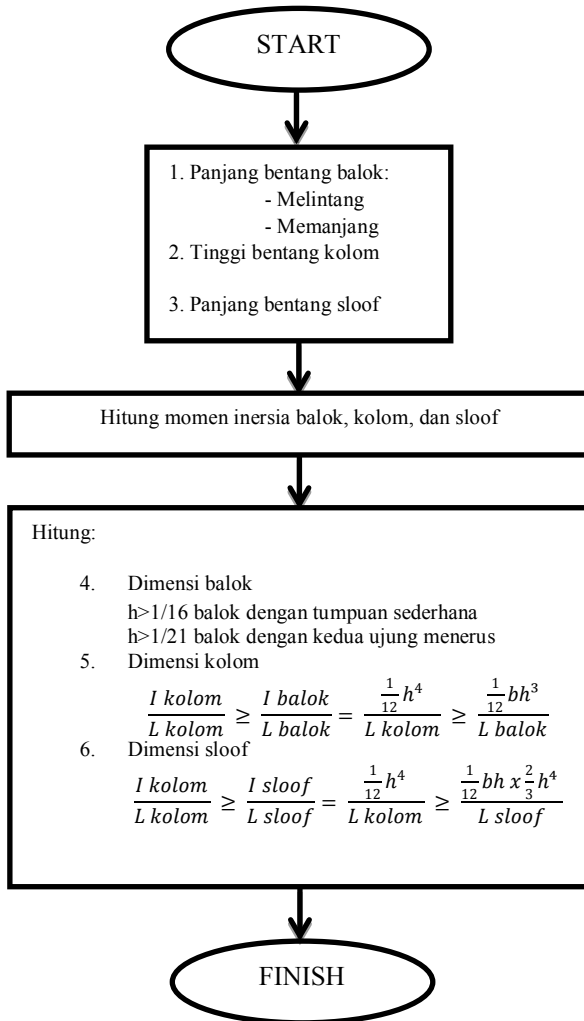 START
1. Panjang bentang balok:
- Melintang
- Memanjang
2. Tinggi bentang kolom
3. Panjang bentang sloof
Hitung momen inersia balok, kolom, dan sloof
Hitung:
4. Dimensi balok
h>1/16 balok dengan tumpuan sederhana
h>1/21 balok dengan kedua ujung menerus
5. Dimensi kolom
I kolom / L kolom ≥ I balok / L balok = 1/12 h⁴ / L kolom ≥ 1/12 bh³ / L balok
6. Dimensi sloof
I kolom / L kolom ≥ I sloof / L sloof = 1/12 h⁴ / L kolom ≥ 1/12 bh x 2/3 h⁴ / L sloof
FINISH